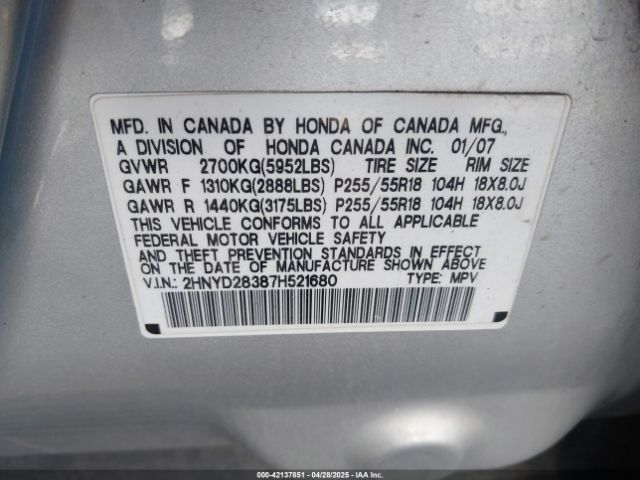 MFD. IN CANADA BY HONDA OF CANADA MFG.,
A DIVISION OF HONDA CANADA INC. 01/07
GVWR 2700KG(5952LBS) TIRE SIZE RIM SIZE
GAWR F 1310KG(2888LBS) P255/55R18 104H 18X8.0J
GAWR R 1440KG(3175LBS) P255/55R18 104H 18X8.0J
THIS VEHICLE CONFORMS TO ALL APPLICABLE
FEDERAL MOTOR VEHICLE SAFETY
AND THEFT PREVENTION STANDARDS IN EFFECT ON
THE DATE OF MANUFACTURE SHOWN ABOVE
V.I.N.: 2HNYD28387H521680 TYPE: MPV
000-42137851 | 04/28/2025 | IAA, Inc.